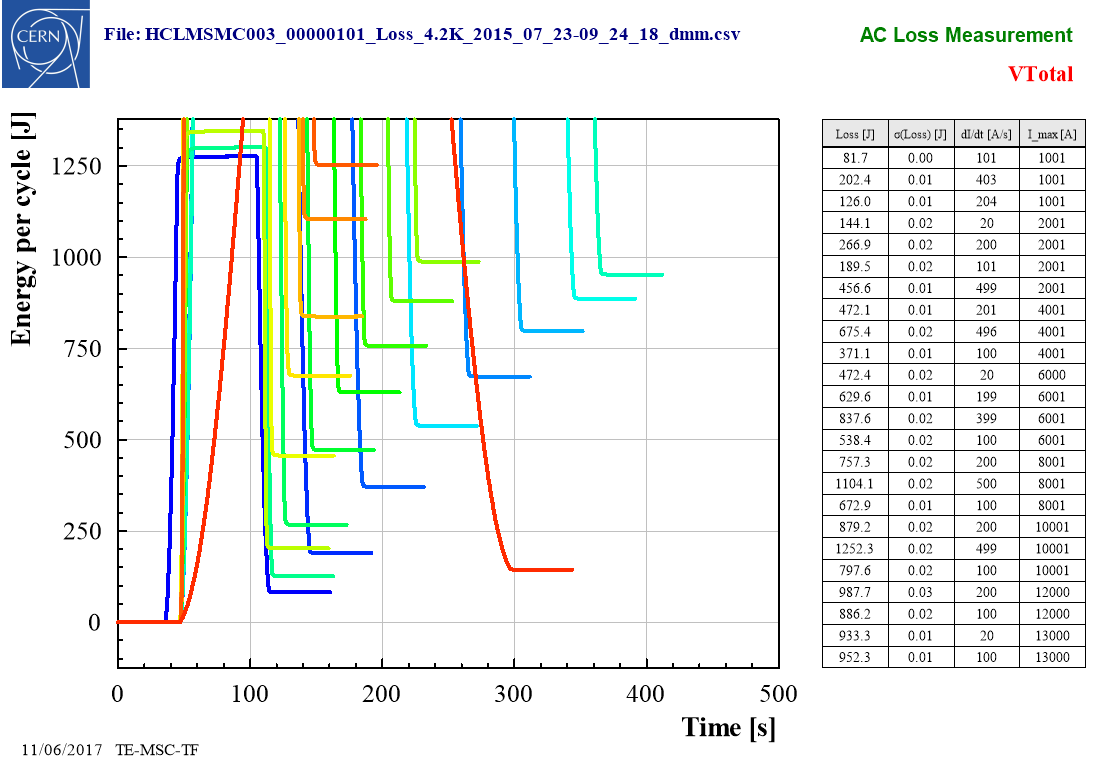 CERN
File: HCLMSMC003_00000101_Loss_4.2K_2015_07_23-09_24_18_dmm.csv
AC Loss Measurement
VTotal
Energy per cycle [J]
1250
1000
750
500
250
0
0 100 200 300 400 500
Time [s]
Loss [J] σ(Loss) [J] dI/dt [A/s] I_max [A]
81.7 0.00 101 1001
202.4 0.01 403 1001
126.0 0.01 204 1001
144.1 0.02 20 2001
266.9 0.02 200 2001
189.5 0.02 101 2001
456.6 0.01 499 2001
472.1 0.01 201 4001
675.4 0.02 496 4001
371.1 0.01 100 4001
472.4 0.02 20 6000
629.6 0.01 199 6001
837.6 0.02 399 6001
538.4 0.02 100 6001
757.3 0.02 200 8001
1104.1 0.02 500 8001
672.9 0.01 100 8001
879.2 0.02 200 10001
1252.3 0.02 499 10001
797.6 0.02 100 10001
987.7 0.03 200 12000
886.2 0.02 100 12000
933.3 0.01 20 13000
952.3 0.01 100 13000
11/06/2017 TE-MSC-TF